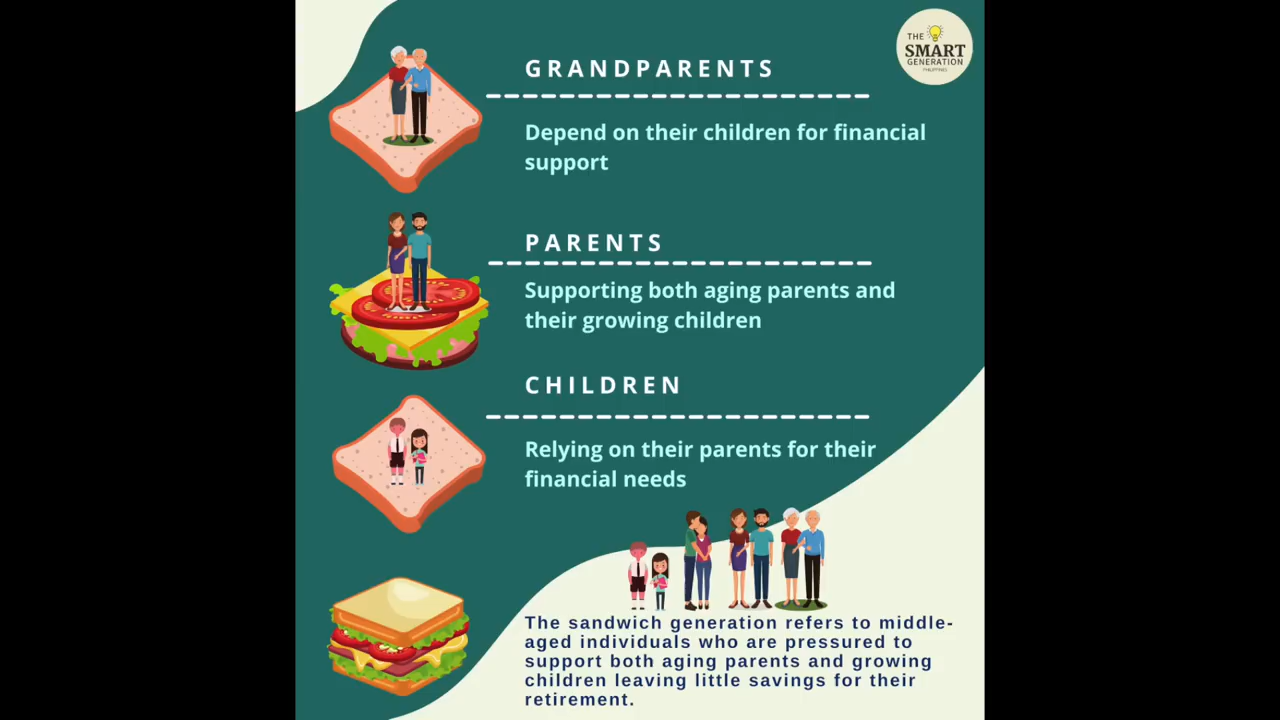 THE
SMART
GENERATION
PHILIPPINES
GRANDPARENTS
Depend on their children for financial
support
PARENTS
Supporting both aging parents and
their growing children
CHILDREN
Relying on their parents for their
financial needs
The sandwich generation refers to middle-
aged individuals who are pressured to
support both aging parents and growing
children leaving little savings for their
retirement.